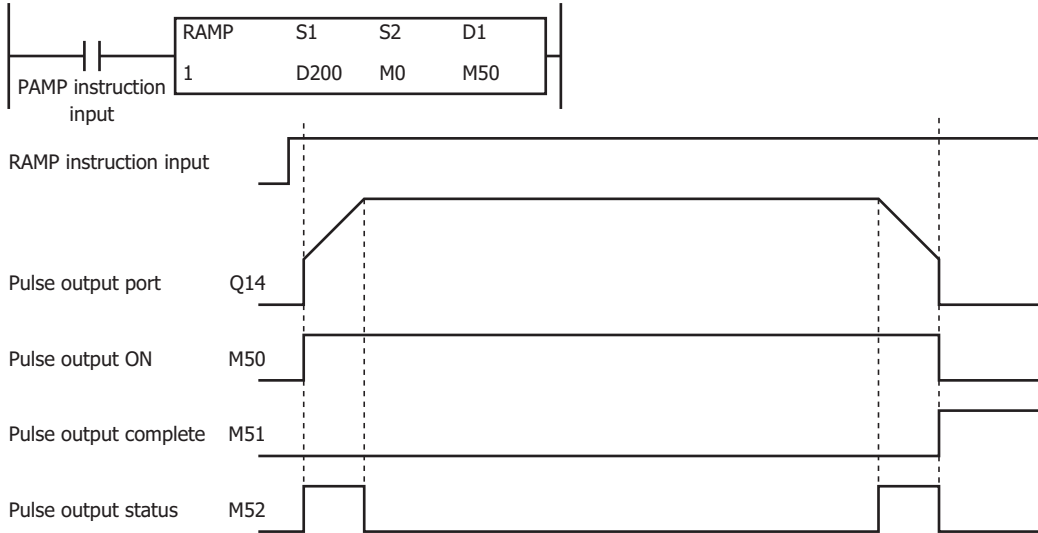 RAMP S1 S2 D1
1 D200 M0 M50
PAMP instruction
input
RAMP instruction input
Pulse output port Q14
Pulse output ON M50
Pulse output complete M51
Pulse output status M52